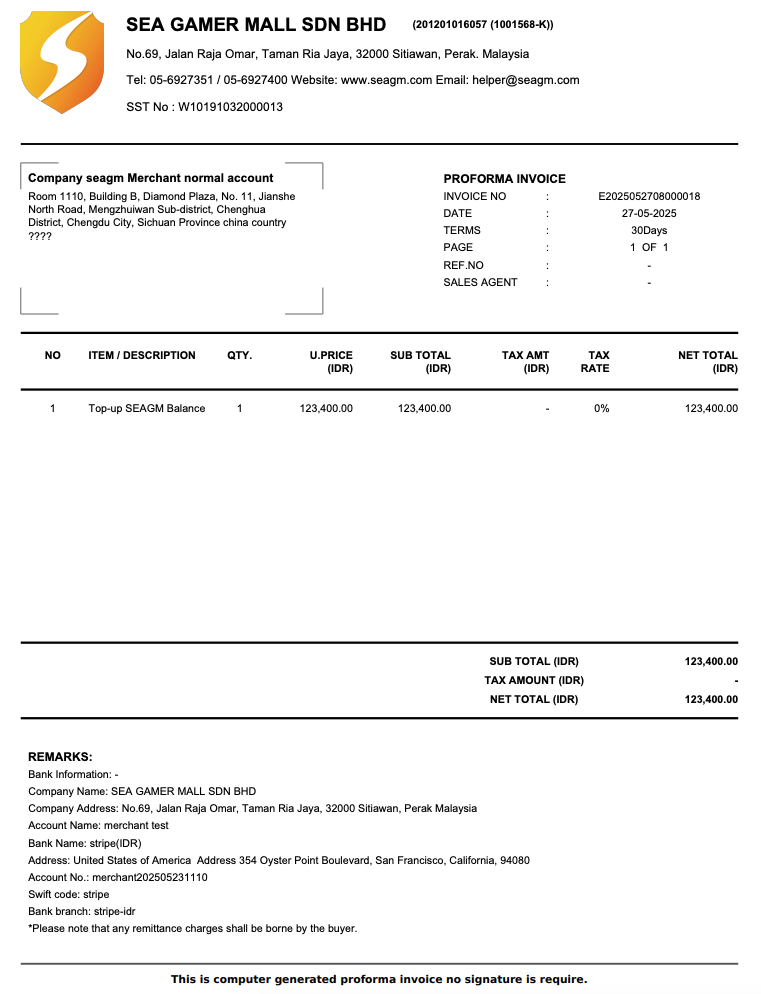 SEA GAMER MALL SDN BHD (201201016057 (1001568-K))
No.69, Jalan Raja Omar, Taman Ria Jaya, 32000 Sitiawan, Perak. Malaysia
Tel: 05-6927351 / 05-6927400 Website: www.seagm.com Email: helper@seagm.com
SST No : W10191032000013
Company seagm Merchant normal account
Room 1110, Building B, Diamond Plaza, No. 11, Jianshe
North Road, Mengzhuiwan Sub-district, Chenghua
District, Chengdu City, Sichuan Province china country
????
PROFORMA INVOICE
INVOICE NO : E2025052708000018
DATE : 27-05-2025
TERMS : 30Days
PAGE : 1 OF 1
REF.NO : -
SALES AGENT : -
NO ITEM / DESCRIPTION QTY. U.PRICE (IDR) SUB TOTAL (IDR) TAX AMT (IDR) TAX RATE NET TOTAL (IDR)
1 Top-up SEAGM Balance 1 123,400.00 123,400.00 - 0% 123,400.00
SUB TOTAL (IDR) 123,400.00
TAX AMOUNT (IDR) -
NET TOTAL (IDR) 123,400.00
REMARKS:
Bank Information: -
Company Name: SEA GAMER MALL SDN BHD
Company Address: No.69, Jalan Raja Omar, Taman Ria Jaya, 32000 Sitiawan, Perak Malaysia
Account Name: merchant test
Bank Name: stripe(IDR)
Address: United States of America  Address 354 Oyster Point Boulevard, San Francisco, California, 94080
Account No.: merchant202505231110
Swift code: stripe
Bank branch: stripe-idr
*Please note that any remittance charges shall be borne by the buyer.
This is computer generated proforma invoice no signature is require.